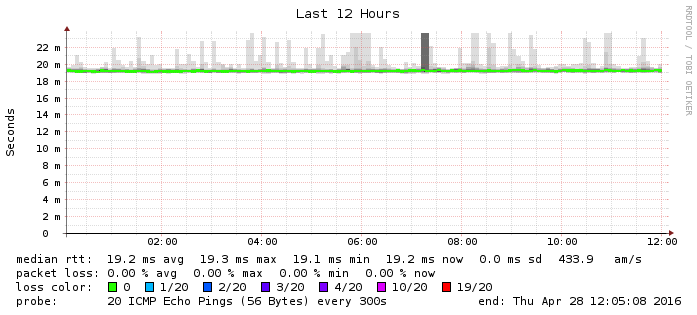 Last 12 Hours
RRDTOOL / TOBI OETIKER
Seconds
22 m
20 m
18 m
16 m
14 m
12 m
10 m
8 m
6 m
4 m
2 m
0
02:00 04:00 06:00 08:00 10:00 12:00
median rtt: 19.2 ms avg 19.3 ms max 19.1 ms min 19.2 ms now 0.0 ms sd 433.9 am/s
packet loss: 0.00 % avg 0.00 % max 0.00 % min 0.00 % now
loss color: 0 1/20 2/20 3/20 4/20 10/20 19/20
probe: 20 ICMP Echo Pings (56 Bytes) every 300s end: Thu Apr 28 12:05:08 2016